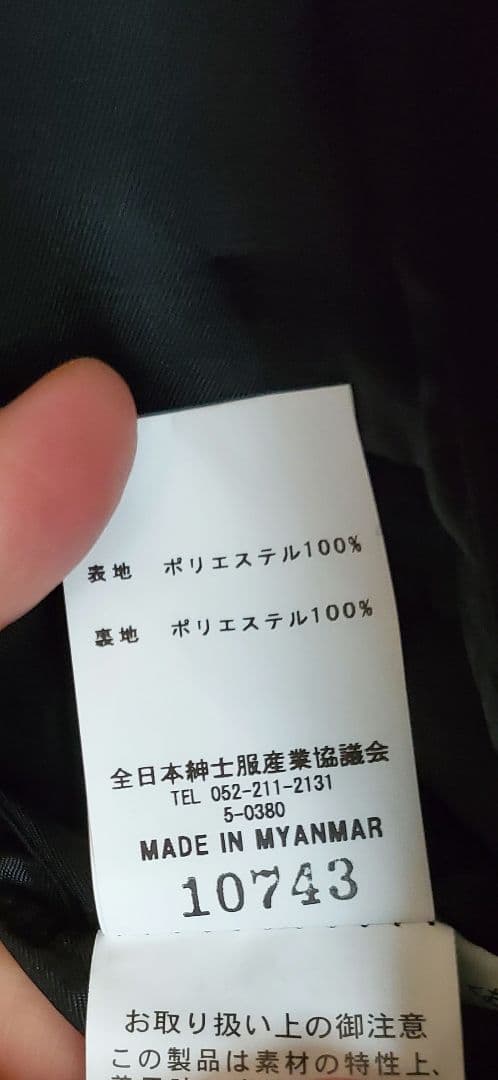 表地 ポリエステル100%
裏地 ポリエステル100%
全日本紳士服産業協議会
TEL 052-211-2131
5-0380
MADE IN MYANMAR
10743
お取り扱い上の御注意
この製品は素材の特性上、